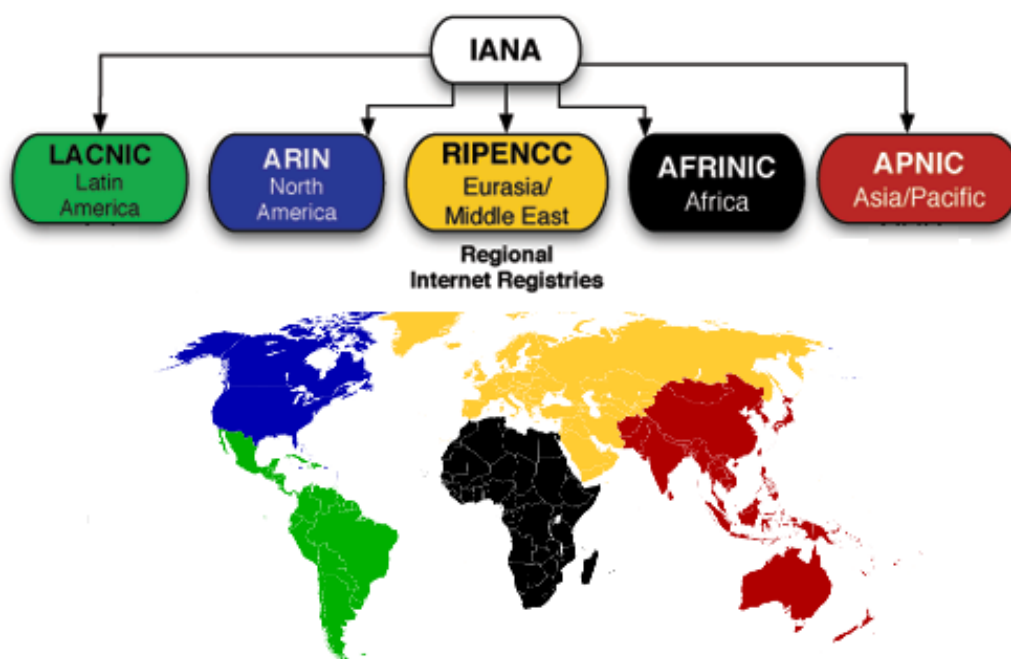 IANA
LACNIC
Latin
America
ARIN
North
America
RIPENCC
Eurasia/
Middle East
AFRINIC
Africa
APNIC
Asia/Pacific
Regional
Internet Registries